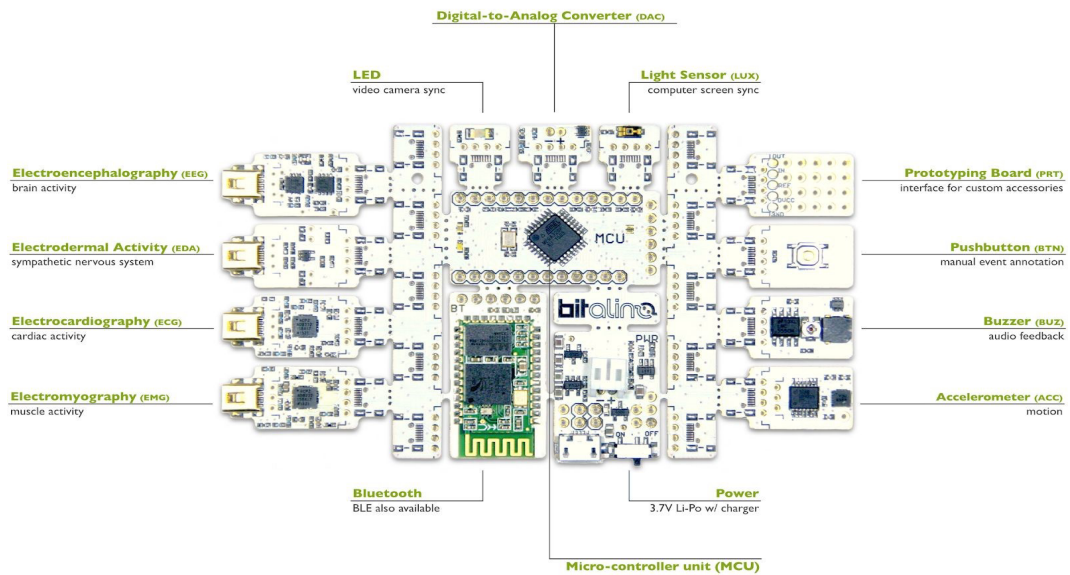 Digital-to-Analog Converter (DAC)
LED
video camera sync
Light Sensor (LUX)
computer screen sync
Electroencephalography (EEG)
brain activity
Prototyping Board (PRT)
interface for custom accessories
Electrodermal Activity (EDA)
sympathetic nervous system
MCU
Pushbutton (BTN)
manual event annotation
Electrocardiography (ECG)
cardiac activity
BT
bitalino
PWR
Buzzer (BUZ)
audio feedback
Electromyography (EMG)
muscle activity
Accelerometer (ACC)
motion
ON
OFF
Bluetooth
BLE also available
Power
3.7V Li-Po w/ charger
Micro-controller unit (MCU)